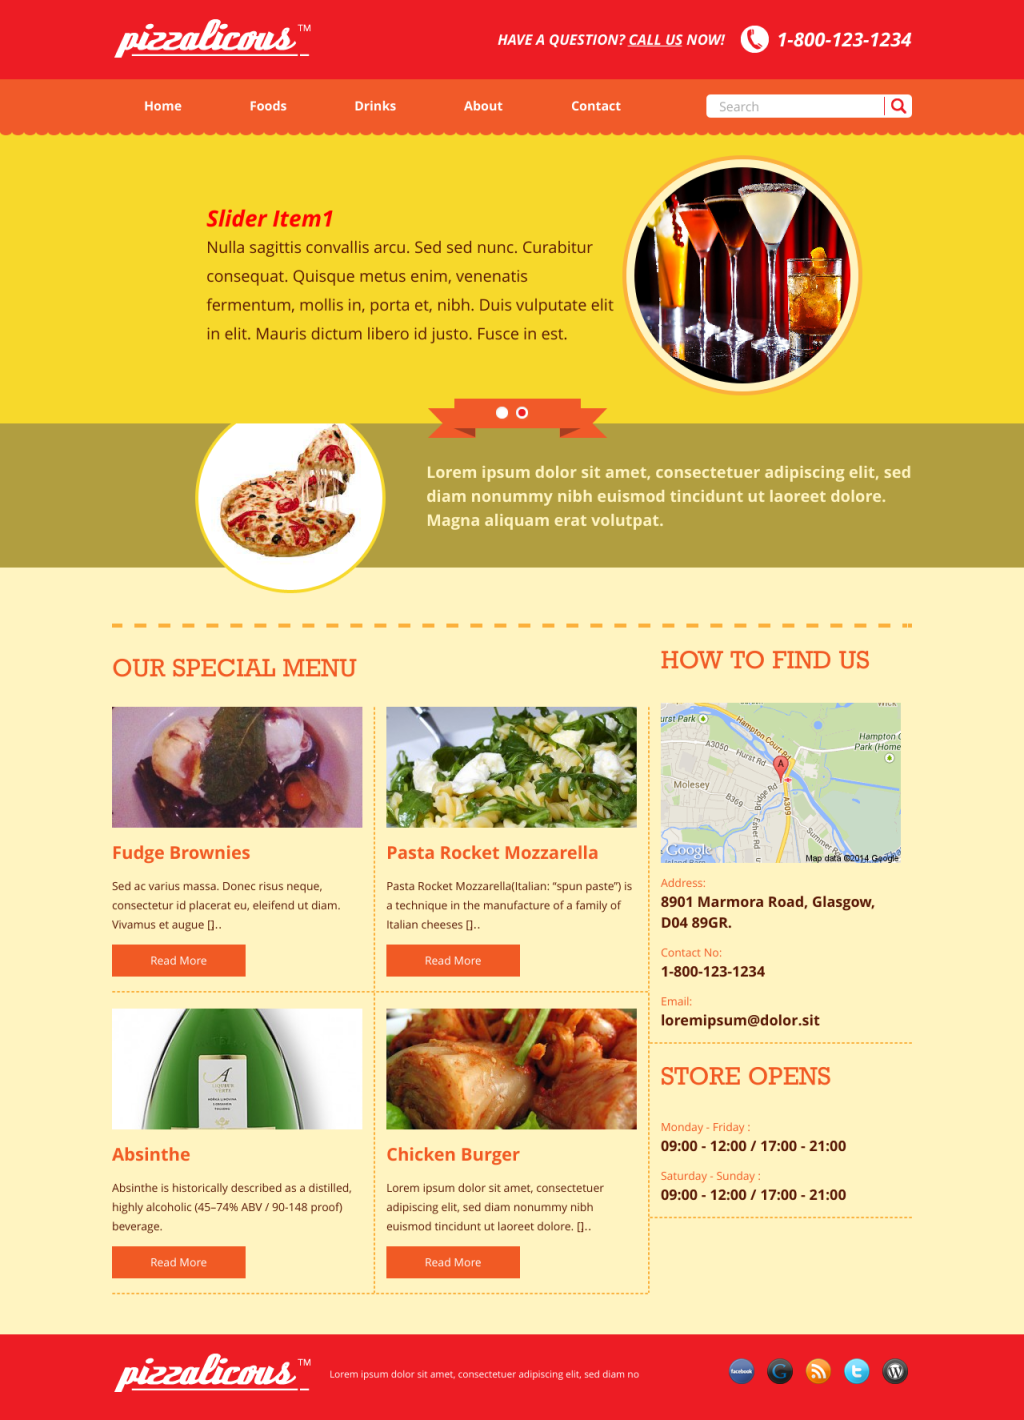 pizzalicous™
HAVE A QUESTION? CALL US NOW!
1-800-123-1234
Home
Foods
Drinks
About
Contact
Search
Slider Item1
Nulla sagittis convallis arcu. Sed sed nunc. Curabitur
consequat. Quisque metus enim, venenatis
fermentum, mollis in, porta et, nibh. Duis vulputate elit
in elit. Mauris dictum libero id justo. Fusce in est.
Lorem ipsum dolor sit amet, consectetuer adipiscing elit, sed
diam nonummy nibh euismod tincidunt ut laoreet dolore.
Magna aliquam erat volutpat.
OUR SPECIAL MENU
Fudge Brownies
Sed ac varius massa. Donec risus neque,
consectetur id placerat eu, eleifend ut diam.
Vivamus et augue []..
Read More
Pasta Rocket Mozzarella
Pasta Rocket Mozzarella(Italian: “spun paste”) is
a technique in the manufacture of a family of
Italian cheeses []..
Read More
A
Absinthe
Absinthe is historically described as a distilled,
highly alcoholic (45–74% ABV / 90-148 proof)
beverage.
Read More
Chicken Burger
Lorem ipsum dolor sit amet, consectetuer
adipiscing elit, sed diam nonummy nibh
euismod tincidunt ut laoreet dolore. []..
Read More
HOW TO FIND US
urst Park
Hampton Court Rd
Hampton C
Park (Home
A3050
Hurst Rd
A
Molesey
B369
Bridge Rd
A309
Esher Rd
Summer R
Google
Map data ©2014 Google
Address:
8901 Marmora Road, Glasgow,
D04 89GR.
Contact No:
1-800-123-1234
Email:
loremipsum@dolor.sit
STORE OPENS
Monday - Friday :
09:00 - 12:00 / 17:00 - 21:00
Saturday - Sunday :
09:00 - 12:00 / 17:00 - 21:00
pizzalicous™
Lorem ipsum dolor sit amet, consectetuer adipiscing elit, sed diam no
facebook
G
t
W